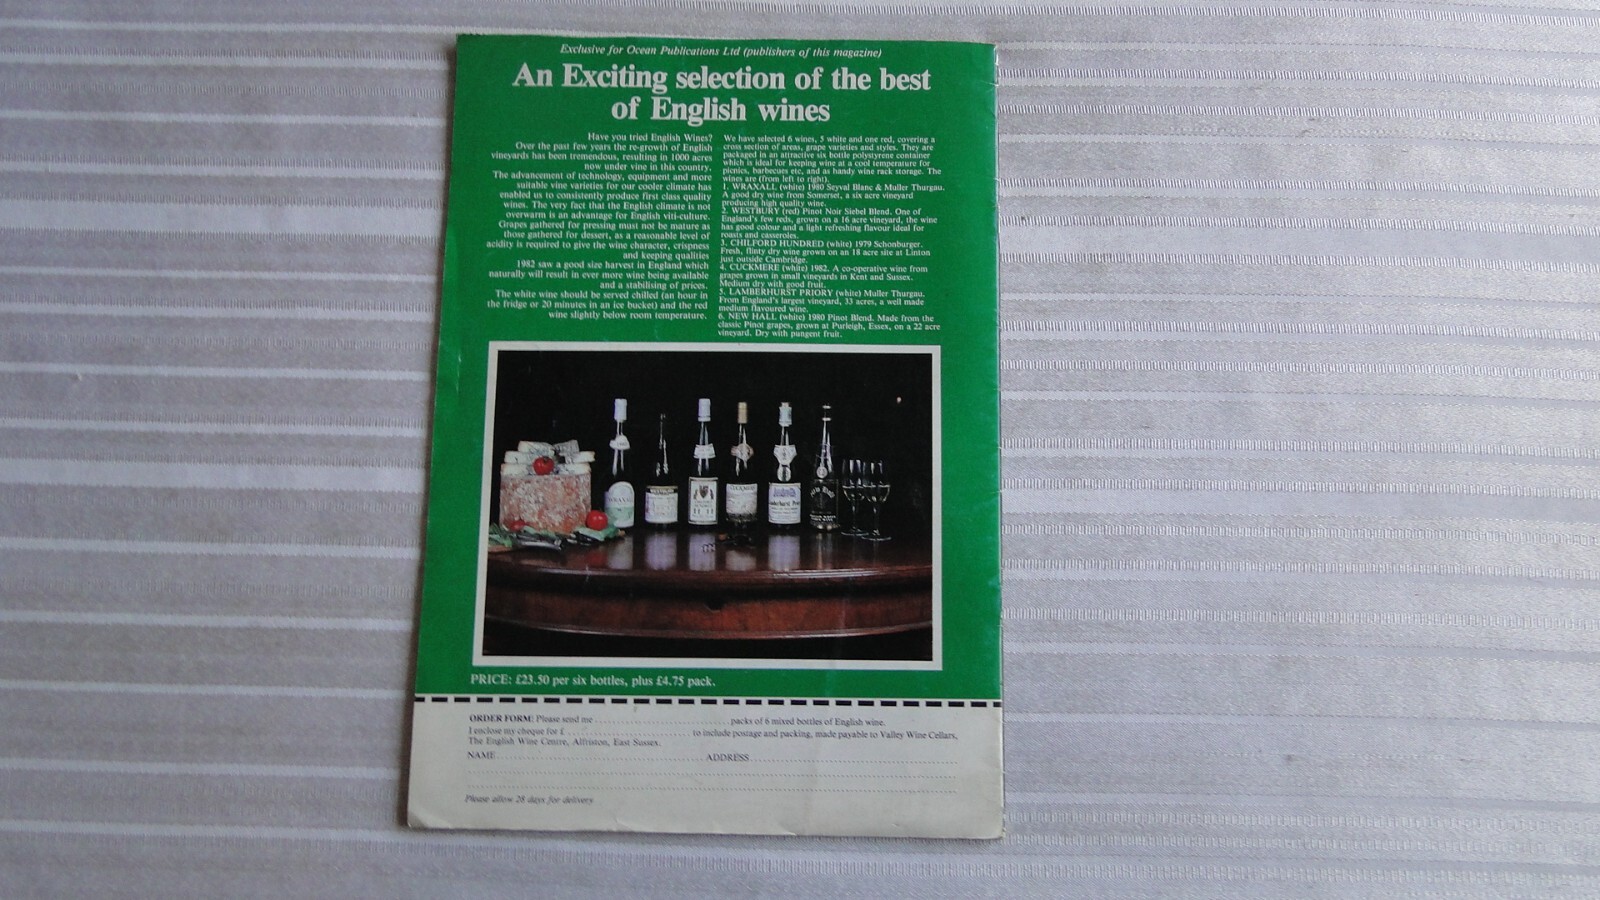 Exclusive for Ocean Publications Ltd (publishers of this magazine)
An Exciting selection of the best
of English wines
Have you tried English Wines?
Over the past few years the re-growth of English
vineyards has been tremendous, resulting in 1000 acres
now under vine in this country.
The advancement of technology, equipment and more
suitable vine varieties for our cooler climate has
enabled us to consistently produce first class quality
wines. The very fact that the English climate is not
overwarm is an advantage for English viti-culture.
Grapes gathered for pressing must not be mature as
those gathered for dessert, as a reasonable level of
acidity is required to give the wine character, crispness
and keeping qualities
1982 saw a good size harvest in England which
naturally will result in ever more wine being available
and a stabilising of prices.
The white wine should be served chilled (an hour in
the fridge or 20 minutes in an ice bucket) and the red
wine slightly below room temperature.
We have selected 6 wines, 5 white and one red, covering a
cross section of areas, grape varieties and styles. They are
packaged in an attractive six bottle polystyrene container
which is ideal for keeping wine at a cool temperature for
picnics, barbecues etc, and as handy wine rack storage. The
wines are (from left to right).
1. WRAXALL (white) 1980 Seyval Blanc & Muller Thurgau.
A good dry wine from Somerset, a six acre vineyard
producing high quality wine.
2. WESTBURY (red) Pinot Noir Siebel Blend. One of
England's few reds, grown on a 16 acre vineyard, the wine
has good colour and a light refreshing flavour ideal for
roasts and casseroles.
3. CHILFORD HUNDRED (white) 1979 Schonburger.
Fresh, flinty dry wine grown on an 18 acre site at Linton
just outside Cambridge.
4. CUCKMERE (white) 1982. A co-operative wine from
grapes grown in small vineyards in Kent and Sussex.
Medium dry with good fruit.
5. LAMBERHURST PRIORY (white) Muller Thurgau.
From England's largest vineyard, 33 acres, a well made
medium flavoured wine.
6. NEW HALL (white) 1980 Pinot Blend. Made from the
classic Pinot grapes, grown at Purleigh, Essex, on a 22 acre
vineyard. Dry with pungent fruit.
WRAXALL
WESTBURY
CUCKMERE
PRICE: £23.50 per six bottles, plus £4.75 pack.
ORDER FORM: Please send me packs of 6 mixed bottles of English wine.
I enclose my cheque for £ to include postage and packing, made payable to Valley Wine Cellars,
The English Wine Centre, Alfriston, East Sussex.
NAME ADDRESS
Please allow 28 days for delivery